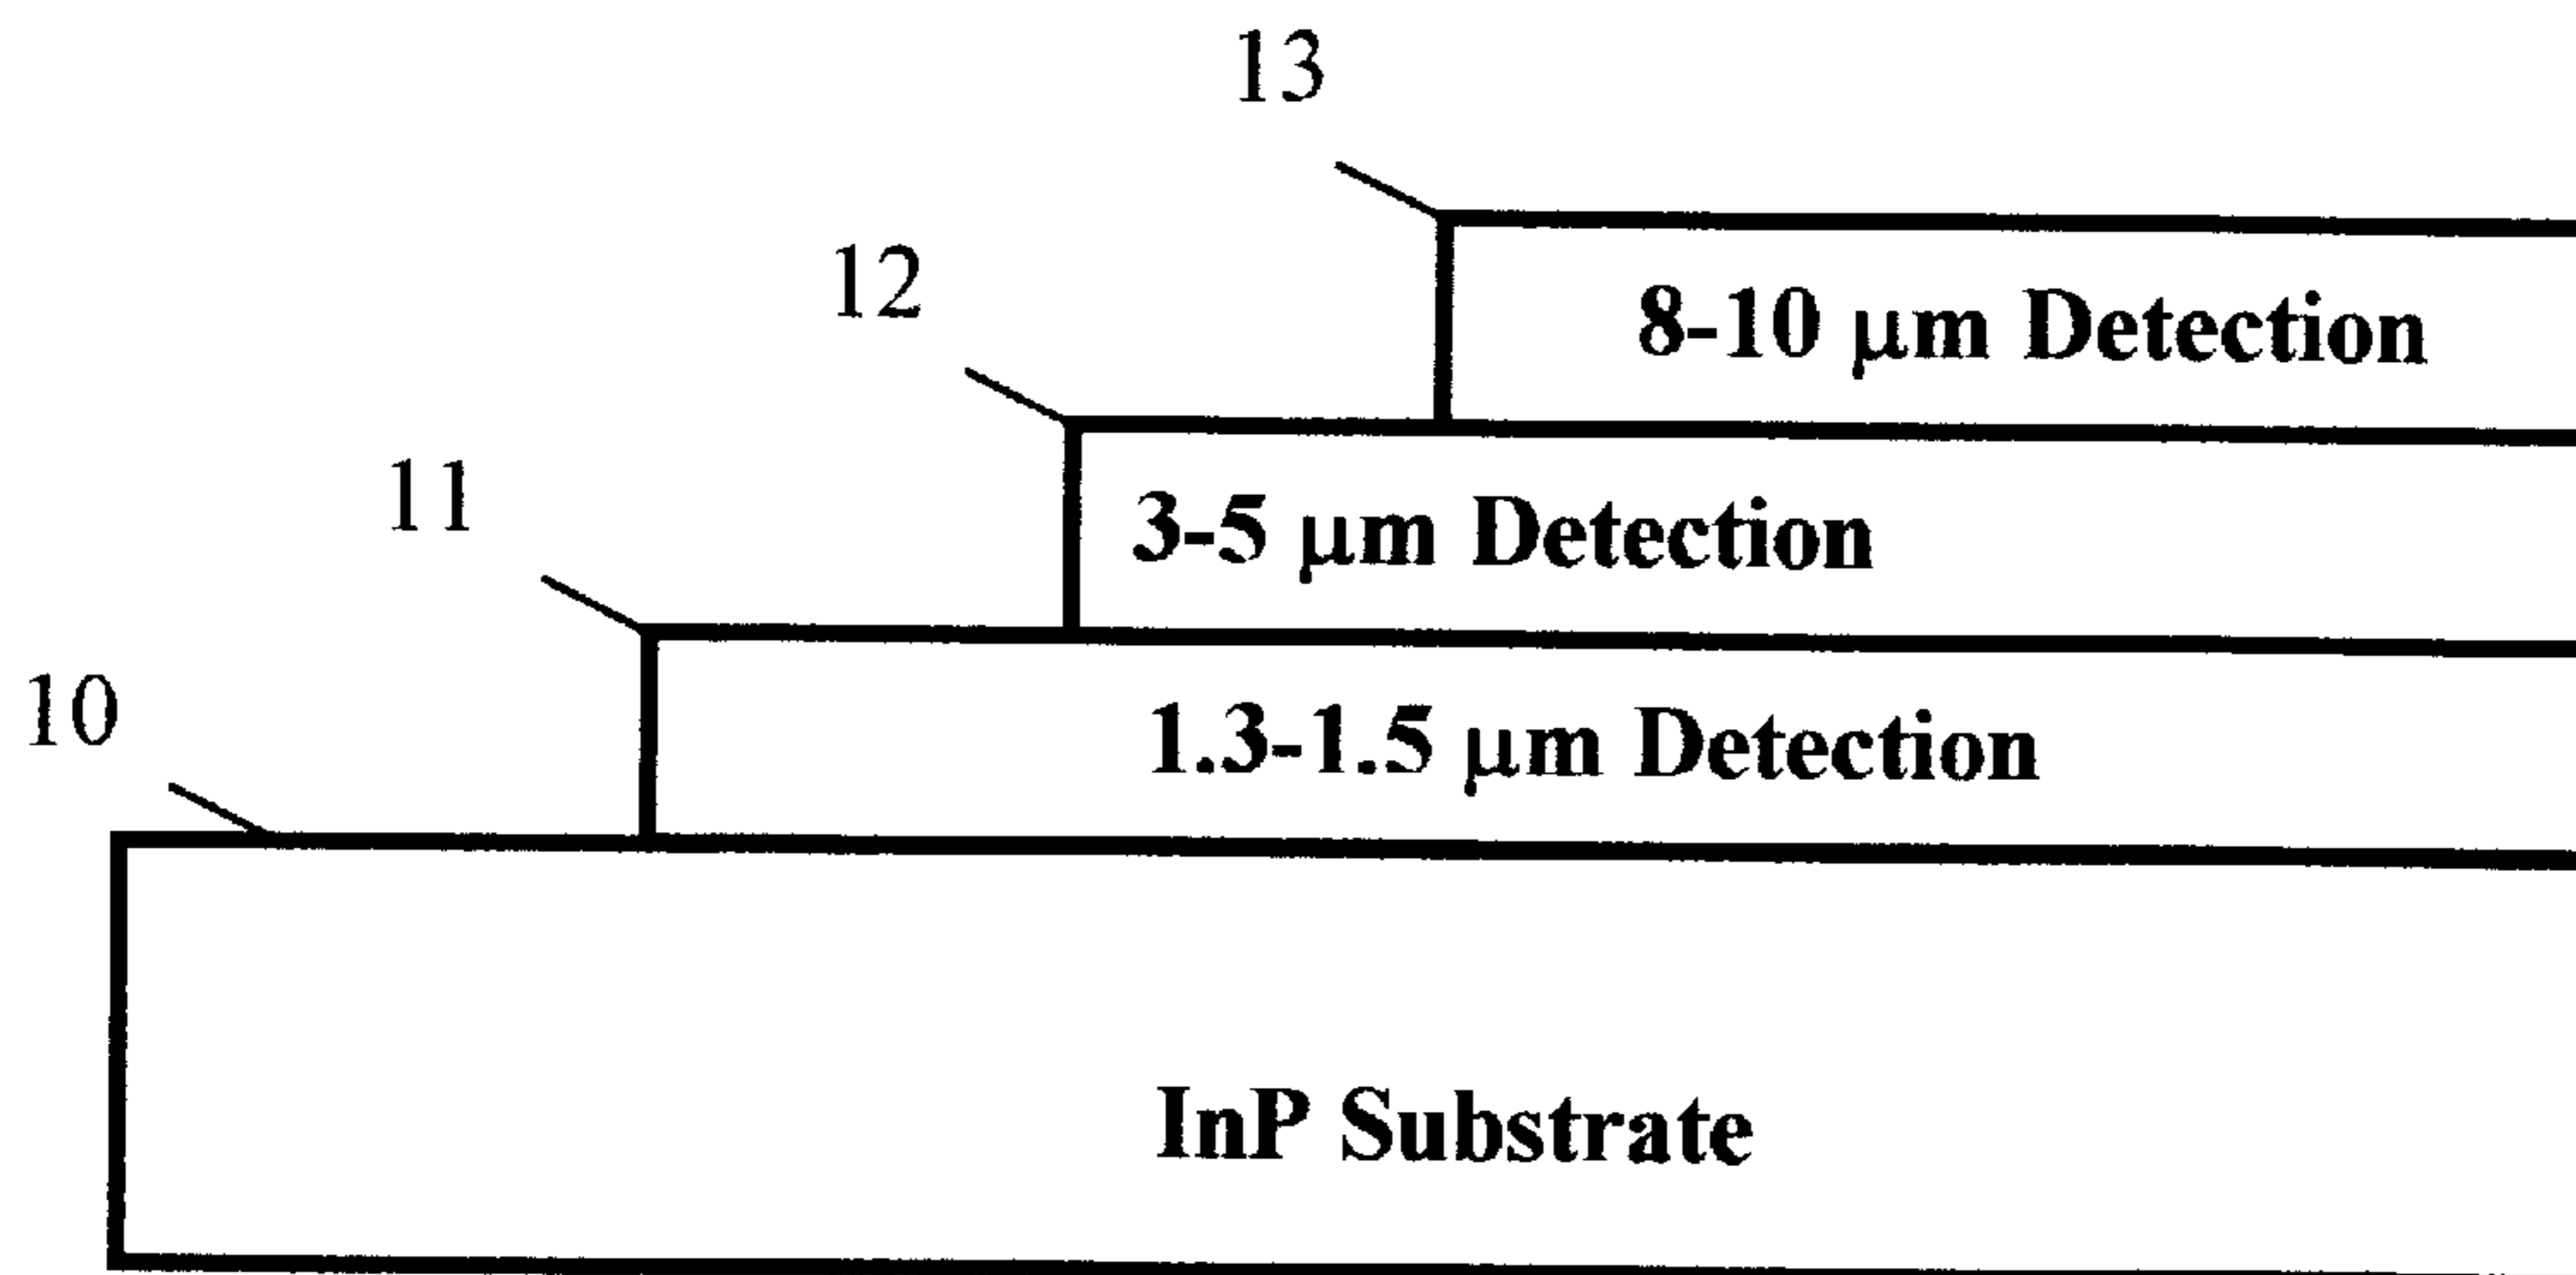 13
8-10 μm Detection
12
3-5 μm Detection
11
1.3-1.5 μm Detection
10
InP Substrate